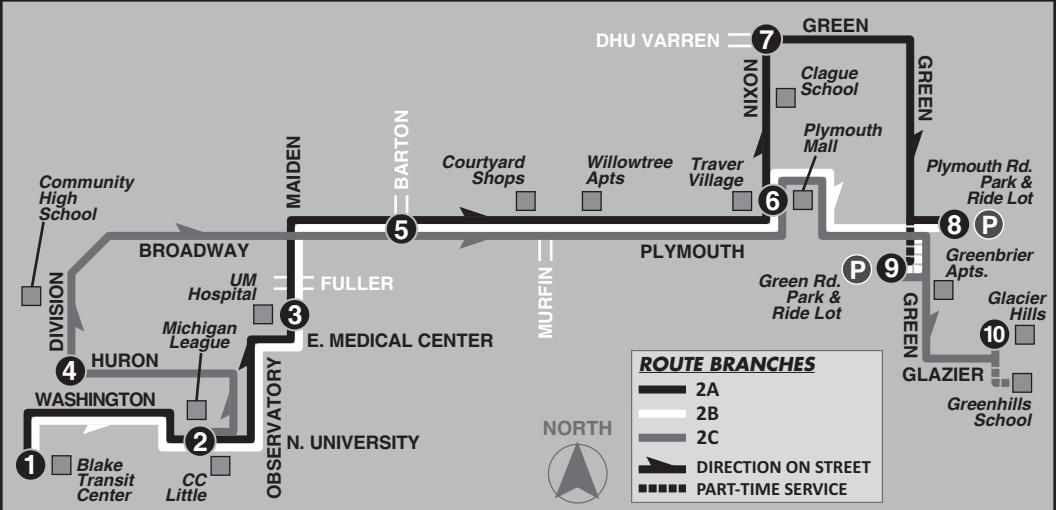 DHU VARREN
7
GREEN
NIXON
GREEN
Clague
School
Plymouth
Mall
Plymouth Rd.
Park &
Ride Lot
8
P
Community
High
School
MAIDEN
BARTON
Courtyard
Shops
Willowtree
Apts
Traver
Village
6
5
BROADWAY
PLYMOUTH
MURFIN
UM
Hospital
FULLER
3
E. MEDICAL CENTER
Green Rd.
Park &
Ride Lot
P
9
Greenbrier
Apts.
GREEN
Glacier
Hills
10
GLAZIER
Greenhills
School
DIVISION
4
HURON
Michigan
League
WASHINGTON
OBSERVATORY
N. UNIVERSITY
1
Blake
Transit
Center
2
CC
Little
NORTH
ROUTE BRANCHES
2A
2B
2C
DIRECTION ON STREET
PART-TIME SERVICE